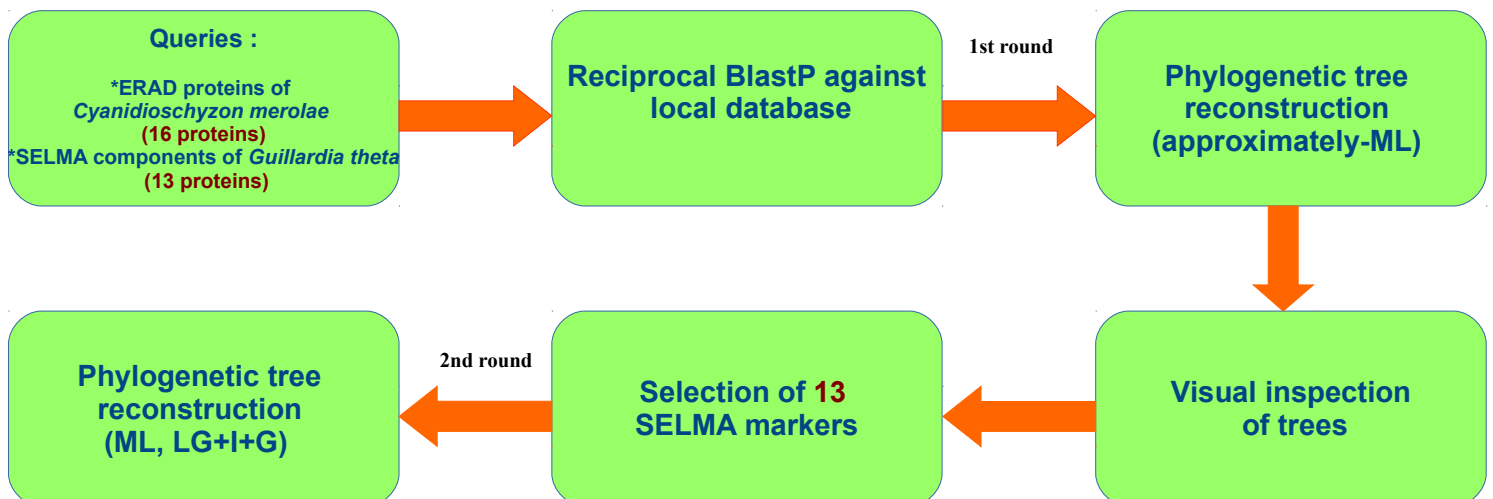 Queries :
*ERAD proteins of
Cyanidioschyzon merolae
(16 proteins)
*SELMA components of Guillardia theta
(13 proteins)
Reciprocal BlastP against
local database
1st round
Phylogenetic tree
reconstruction
(approximately-ML)
Visual inspection
of trees
Selection of 13
SELMA markers
2nd round
Phylogenetic tree
reconstruction
(ML, LG+I+G)